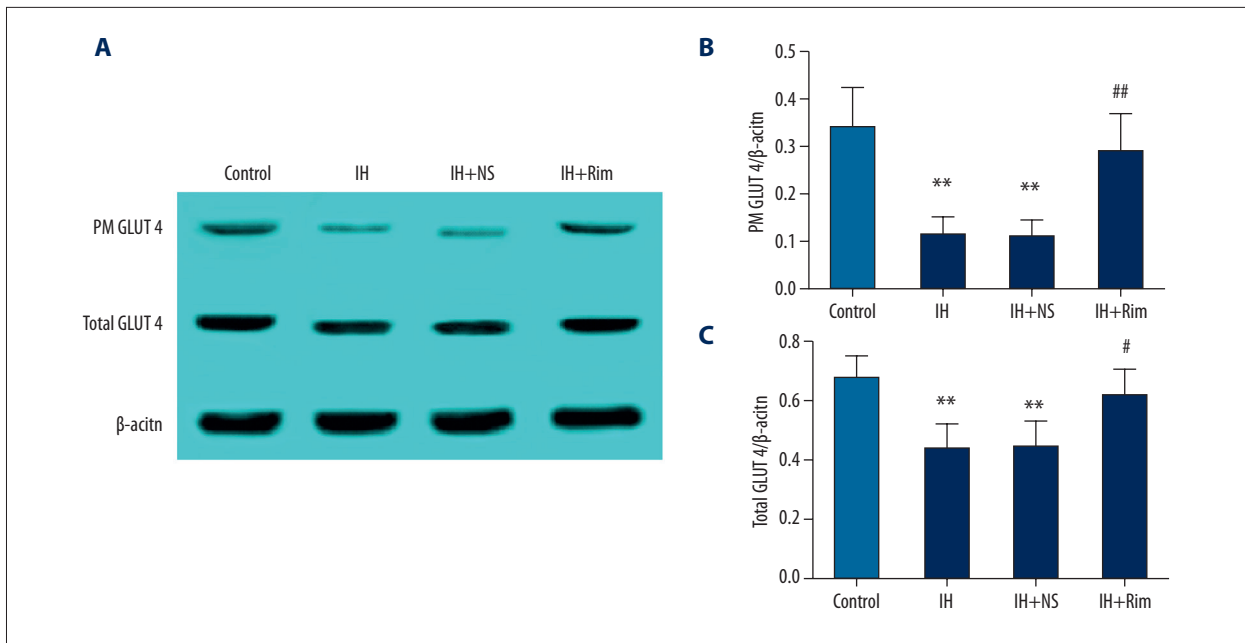 A
Control IH IH+NS IH+Rim
PM GLUT 4
Total GLUT 4
β-acitn
B
PM GLUT 4/β-acitn
0.5
0.4
0.3
0.2
0.1
0.0
** ** ##
Control IH IH+NS IH+Rim
C
Total GLUT 4/β-acitn
0.8
0.6
0.4
0.2
0.0
** ** #
Control IH IH+NS IH+Rim